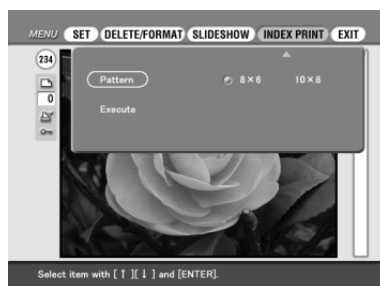 MENU SET DELETE/FORMAT SLIDESHOW INDEX PRINT EXIT
234
Pattern 8×6 10×8
0
Execute
Select item with [ ↑ ][ ↓ ] and [ENTER].